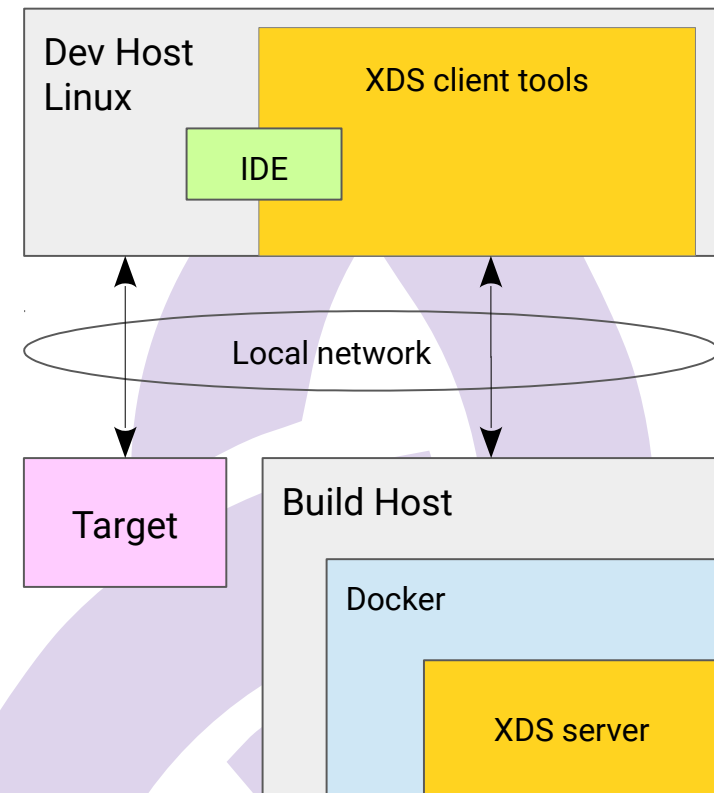 Dev Host
Linux
XDS client tools
IDE
Local network
Target
Build Host
Docker
XDS server